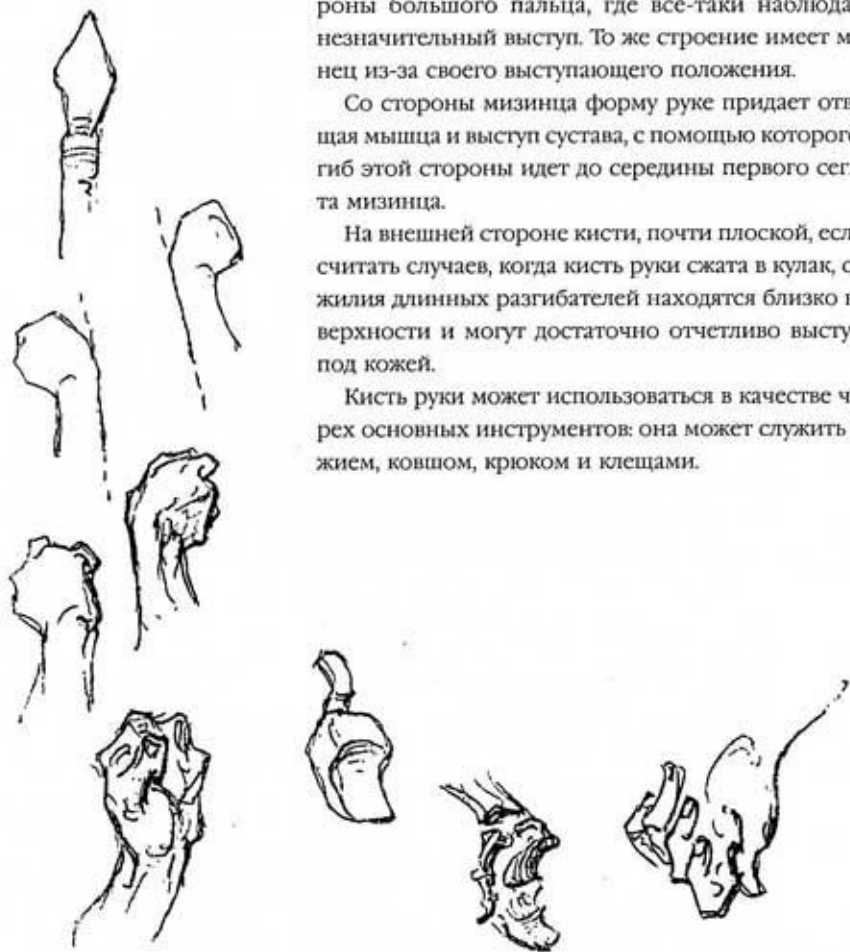 роны большого пальца, где все-таки наблюда
незначительный выступ. То же строение имеет м
нец из-за своего выступающего положения.
Со стороны мизинца форму руке придает отв
щая мышца и выступ сустава, с помощью которого
гиб этой стороны идет до середины первого сег
та мизинца.
На внешней стороне кисти, почти плоской, есл
считать случаев, когда кисть руки сжата в кулак, с
жилия длинных разгибателей находятся близко к
верхности и могут достаточно отчетливо высту
под кожей.
Кисть руки может использоваться в качестве ч
рех основных инструментов: она может служить
жием, ковшом, крюком и клещами.